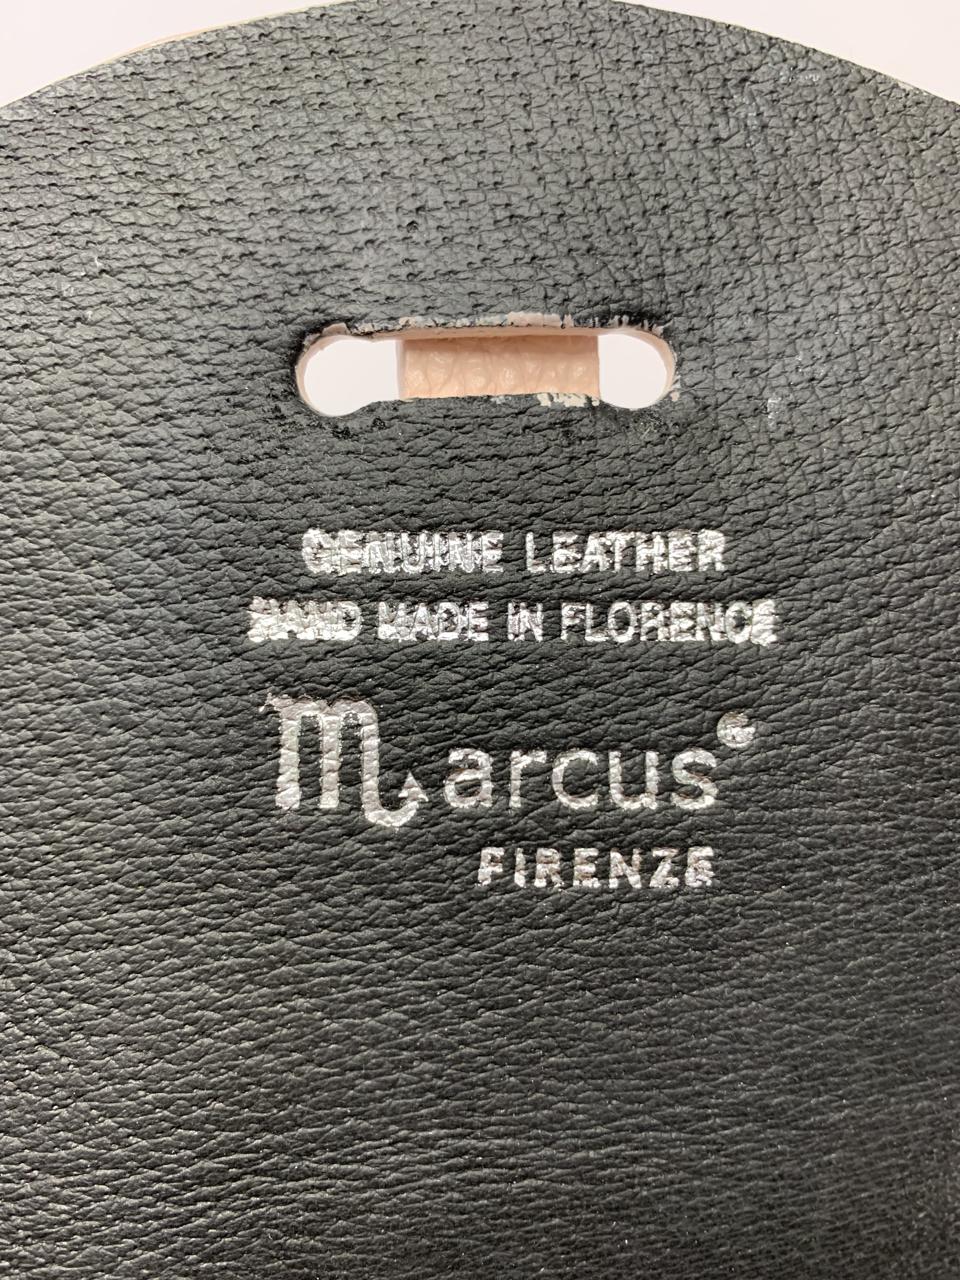 GENUINE LEATHER
HAND MADE IN FLORENCE
Marcus
FIRENZE